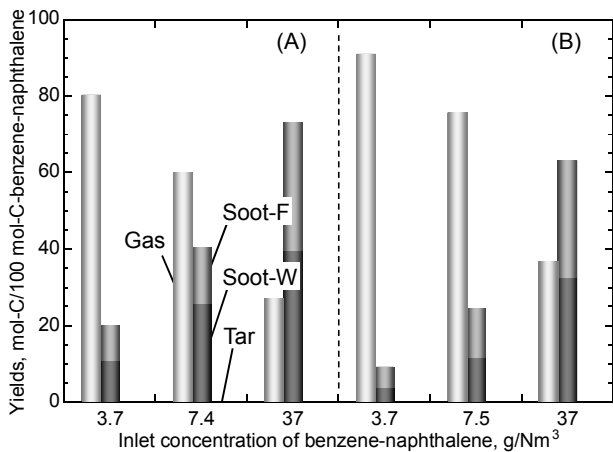 100
80
60
40
20
0
Yields, mol-C/100 mol-C-benzene-naphthalene
(A)
(B)
Gas
Soot-F
Soot-W
Tar
3.7 7.4 37 3.7 7.5 37
Inlet concentration of benzene-naphthalene, g/Nm³